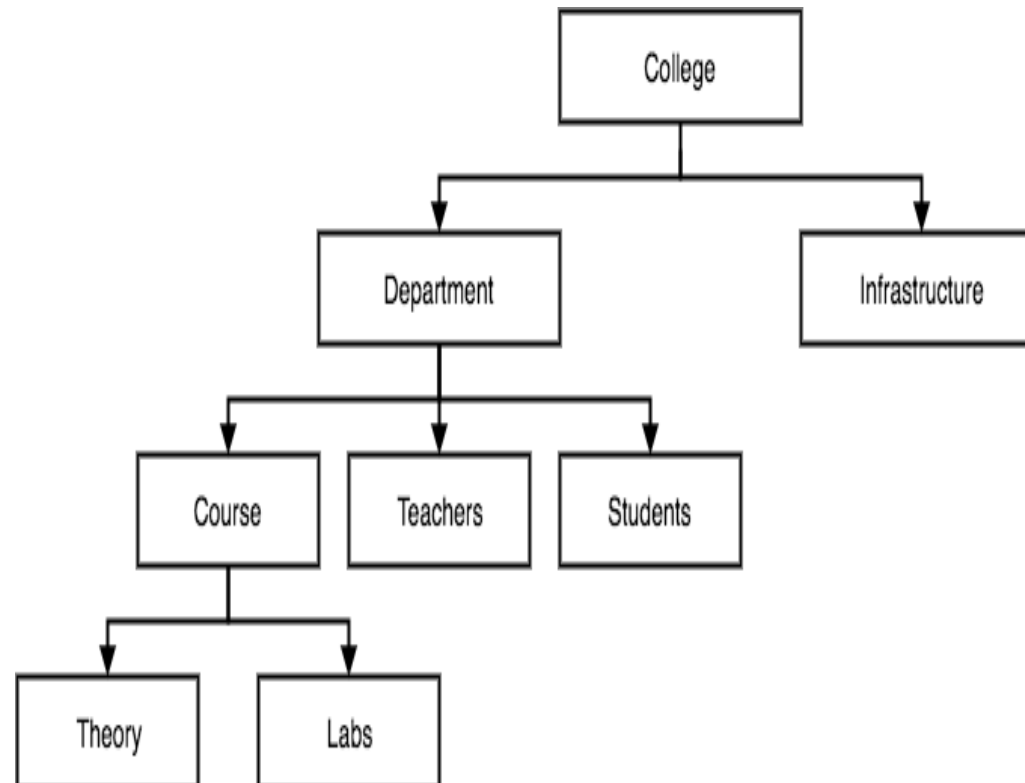 College
Department
Infrastructure
Course
Teachers
Students
Theory
Labs